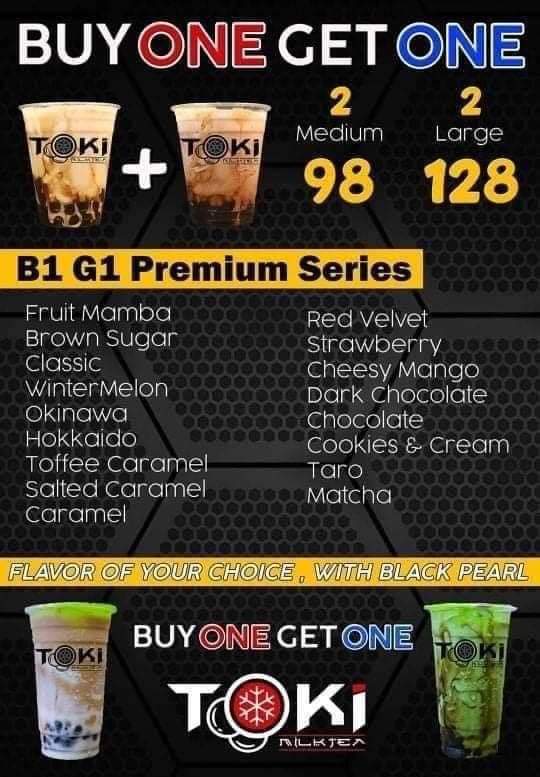 BUY ONE GET ONE
TOKi
MILKTEA
+
TOKi
MILKTEA
2
Medium
98
2
Large
128
B1 G1 Premium Series
Fruit Mamba
Brown Sugar
Classic
WinterMelon
Okinawa
Hokkaido
Toffee Caramel
Salted Caramel
Caramel
Red Velvet
Strawberry
Cheesy Mango
Dark Chocolate
Chocolate
Cookies & Cream
Taro
Matcha
FLAVOR OF YOUR CHOICE , WITH BLACK PEARL
TOKi
BUY ONE GET ONE
TOKi
MILKTEA
TOKi